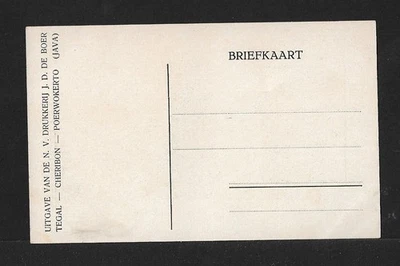 UITGAVE VAN DE N. V. DRUKKERIJ J. D. DE BOER
TEGAL — CHERIBON — POERWOKERTO (JAVA)
BRIEFKAART